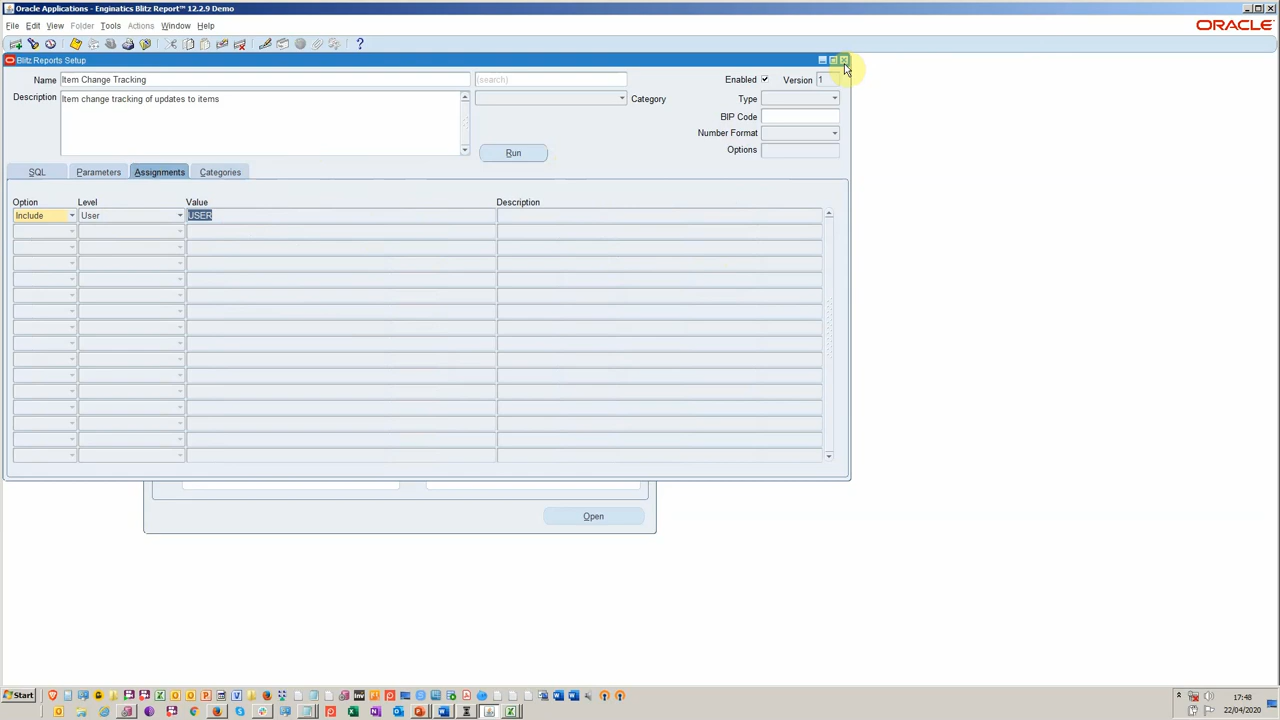 Oracle Applications - Enginatics Blitz Report™ 12.2.9 Demo
File Edit View Folder Tools Actions Window Help
ORACLE
Blitz Reports Setup
Name Item Change Tracking (search) Enabled Version 1
Description Item change tracking of updates to items Category Type
BIP Code
Number Format
Options
Run
SQL Parameters Assignments Categories
Option Level Value Description
Include User USER
Open
Start
17:48
22/04/2020